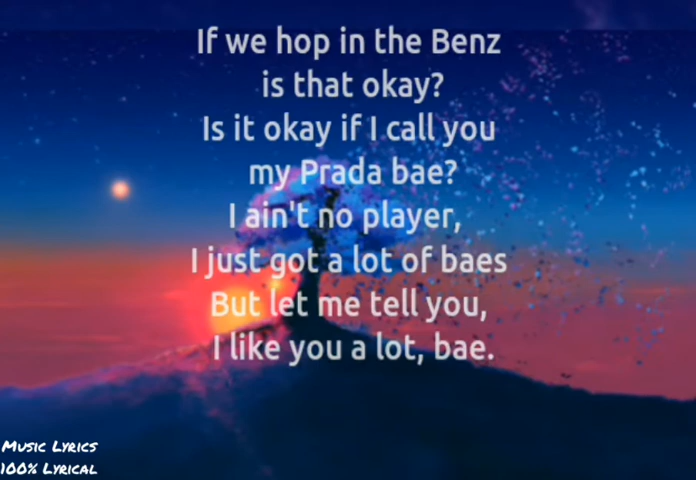 If we hop in the Benz
is that okay?
Is it okay if I call you
my Prada bae?
I ain't no player,
I just got a lot of baes
But let me tell you,
I like you a lot, bae.
Music Lyrics
100% Lyrical